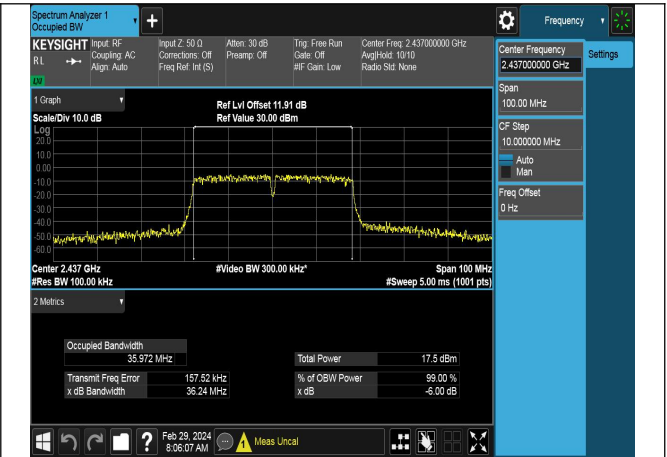 Spectrum Analyzer 1
Occupied BW
+
Frequency
KEYSIGHT Input: RF Input Z: 50 Ω Atten: 30 dB Trig: Free Run Center Freq: 2.437000000 GHz
RL Coupling: AC Corrections: Off Preamp: Off Gate: Off Avg|Hold: 10/10
Align: Auto Freq Ref: Int (S) #IF Gain: Low Radio Std: None
Center Frequency
2.437000000 GHz
Settings
Span
100.00 MHz
CF Step
10.000000 MHz
Auto
Man
Freq Offset
0 Hz
1 Graph
Ref Lvl Offset 11.91 dB
Scale/Div 10.0 dB Ref Value 30.00 dBm
Log
20.0
10.0
0.00
-10.0
-20.0
-30.0
-40.0
-50.0
-60.0
Center 2.437 GHz #Video BW 300.00 kHz* Span 100 MHz
#Res BW 100.00 kHz #Sweep 5.00 ms (1001 pts)
2 Metrics
Occupied Bandwidth
35.972 MHz Total Power 17.5 dBm
Transmit Freq Error 157.52 kHz % of OBW Power 99.00 %
x dB Bandwidth 36.24 MHz x dB -6.00 dB
? Feb 29, 2024
8:06:07 AM
Meas Uncal